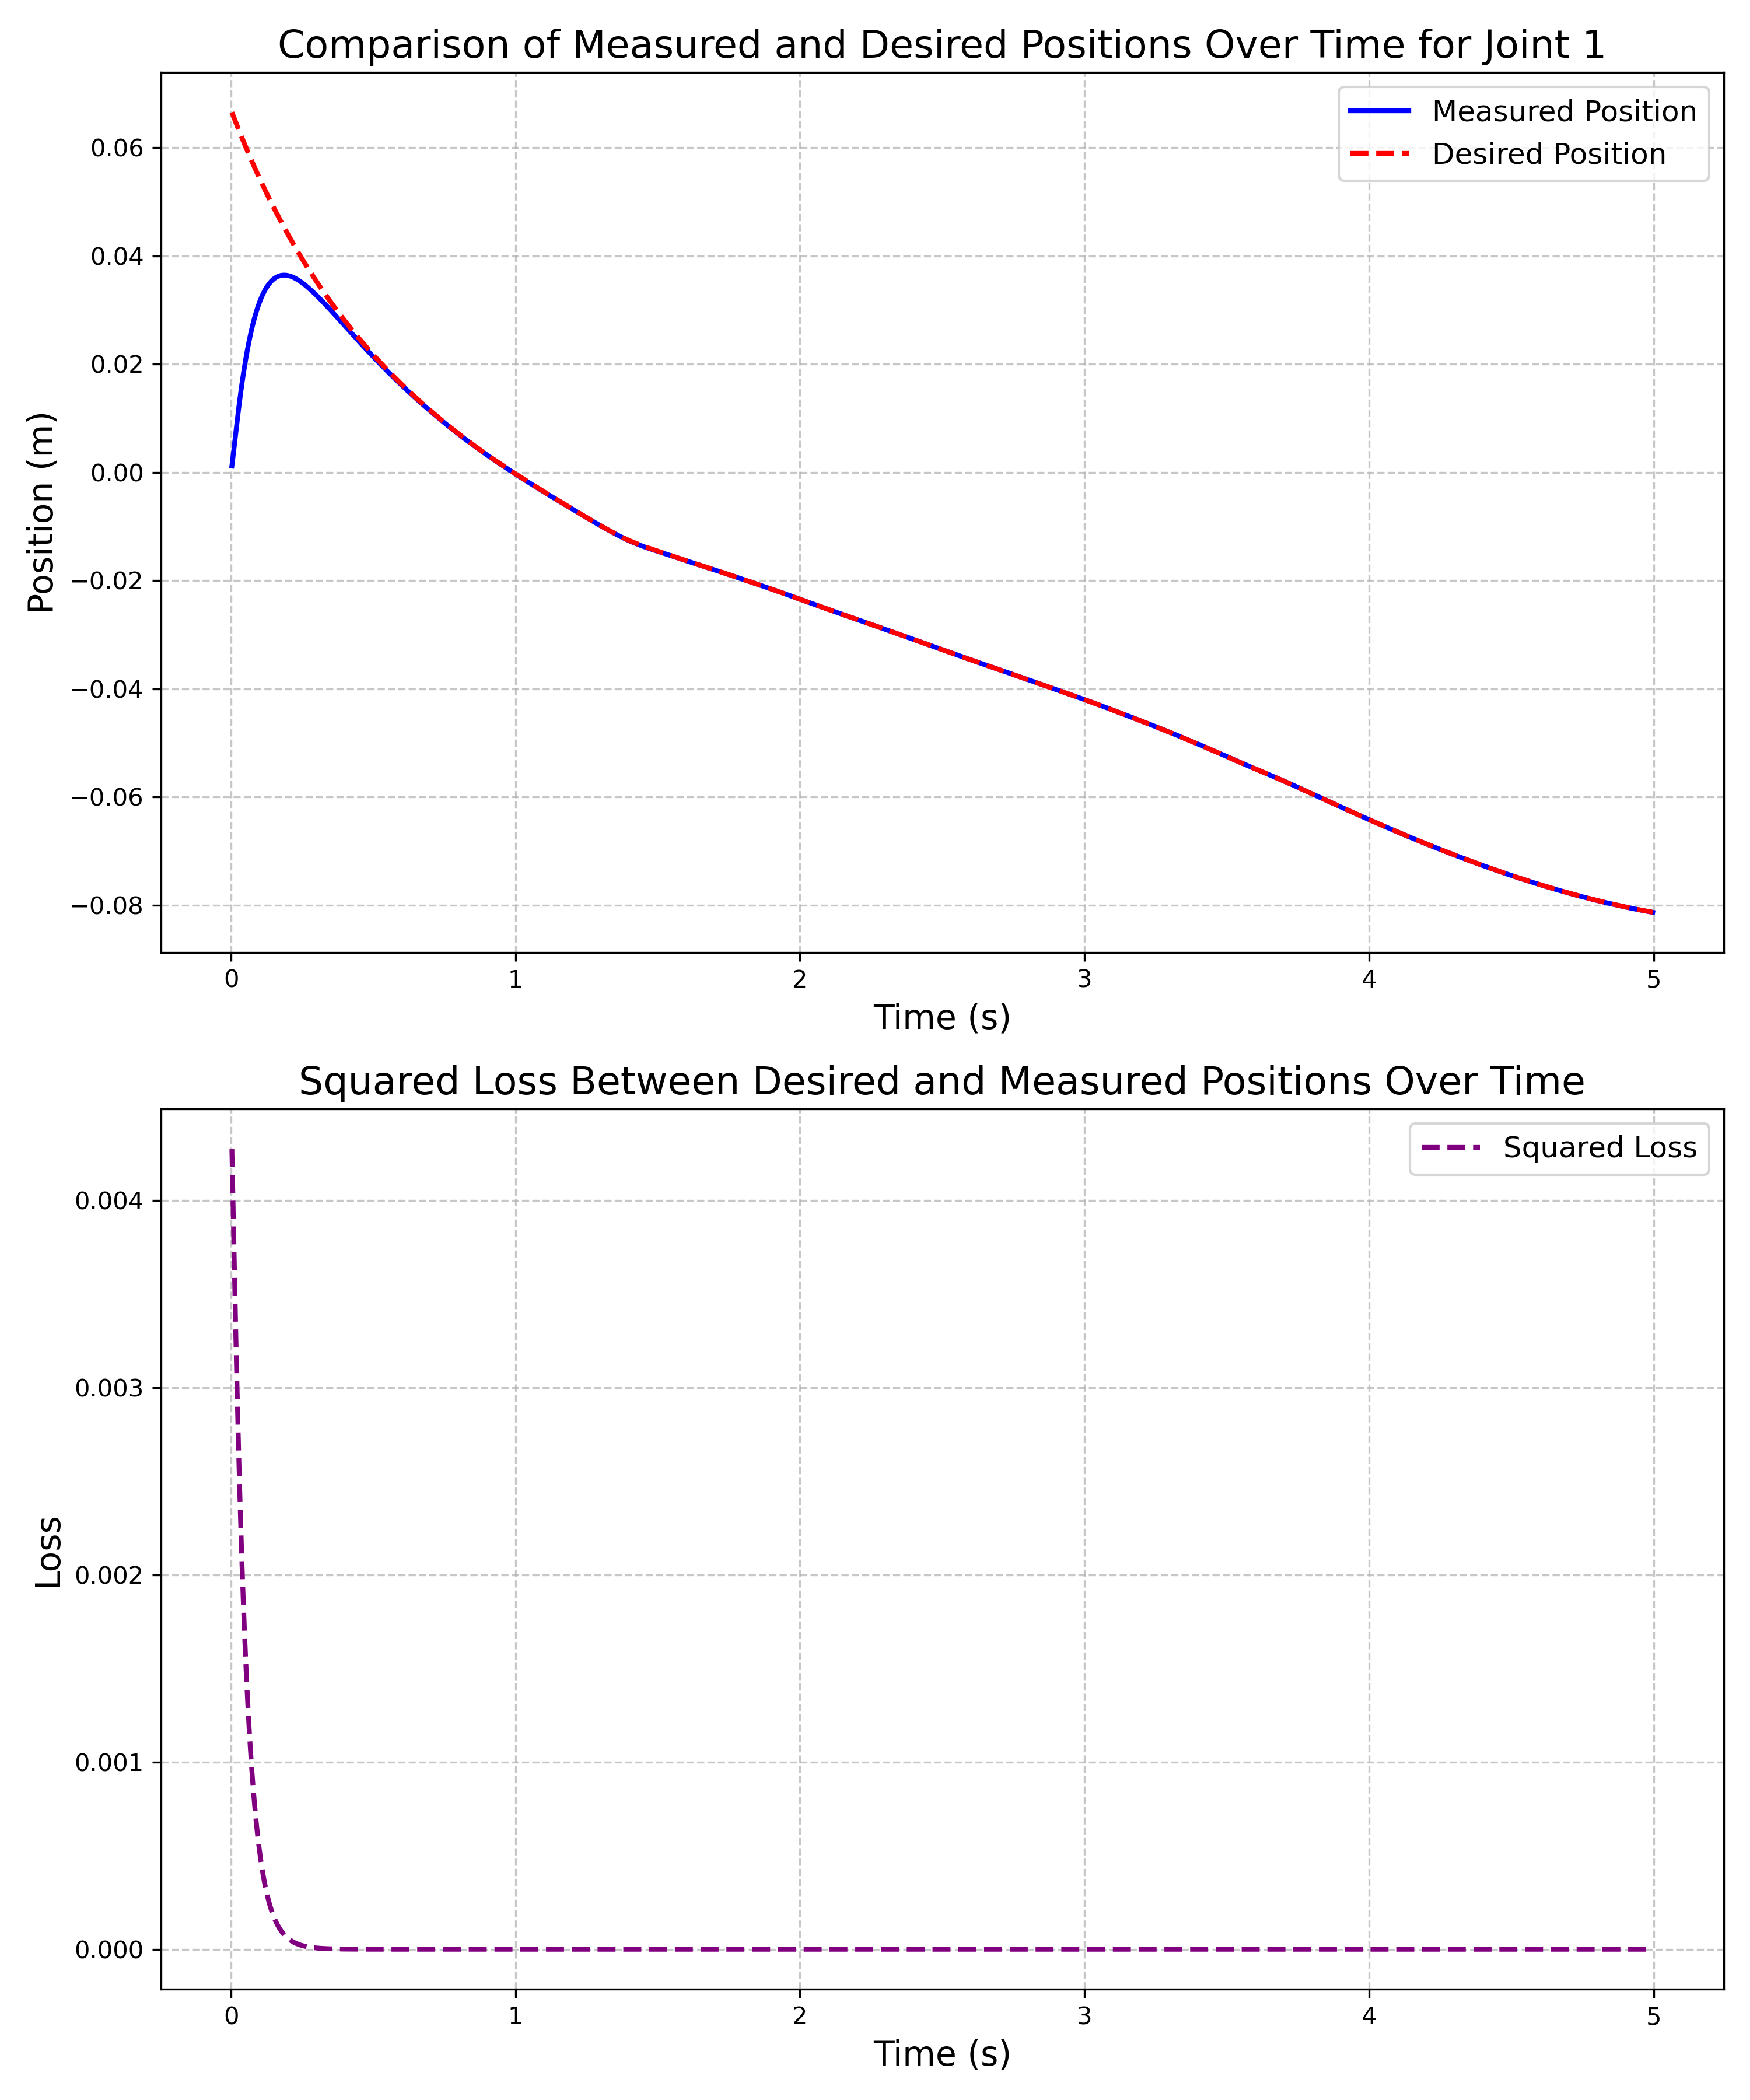 Comparison of Measured and Desired Positions Over Time for Joint 1
Measured Position
Desired Position
0.06
0.04
0.02
0.00
−0.02
−0.04
−0.06
−0.08
Position (m)
0 1 2 3 4 5
Time (s)
Squared Loss Between Desired and Measured Positions Over Time
Squared Loss
0.004
0.003
0.002
0.001
0.000
Loss
0 1 2 3 4 5
Time (s)